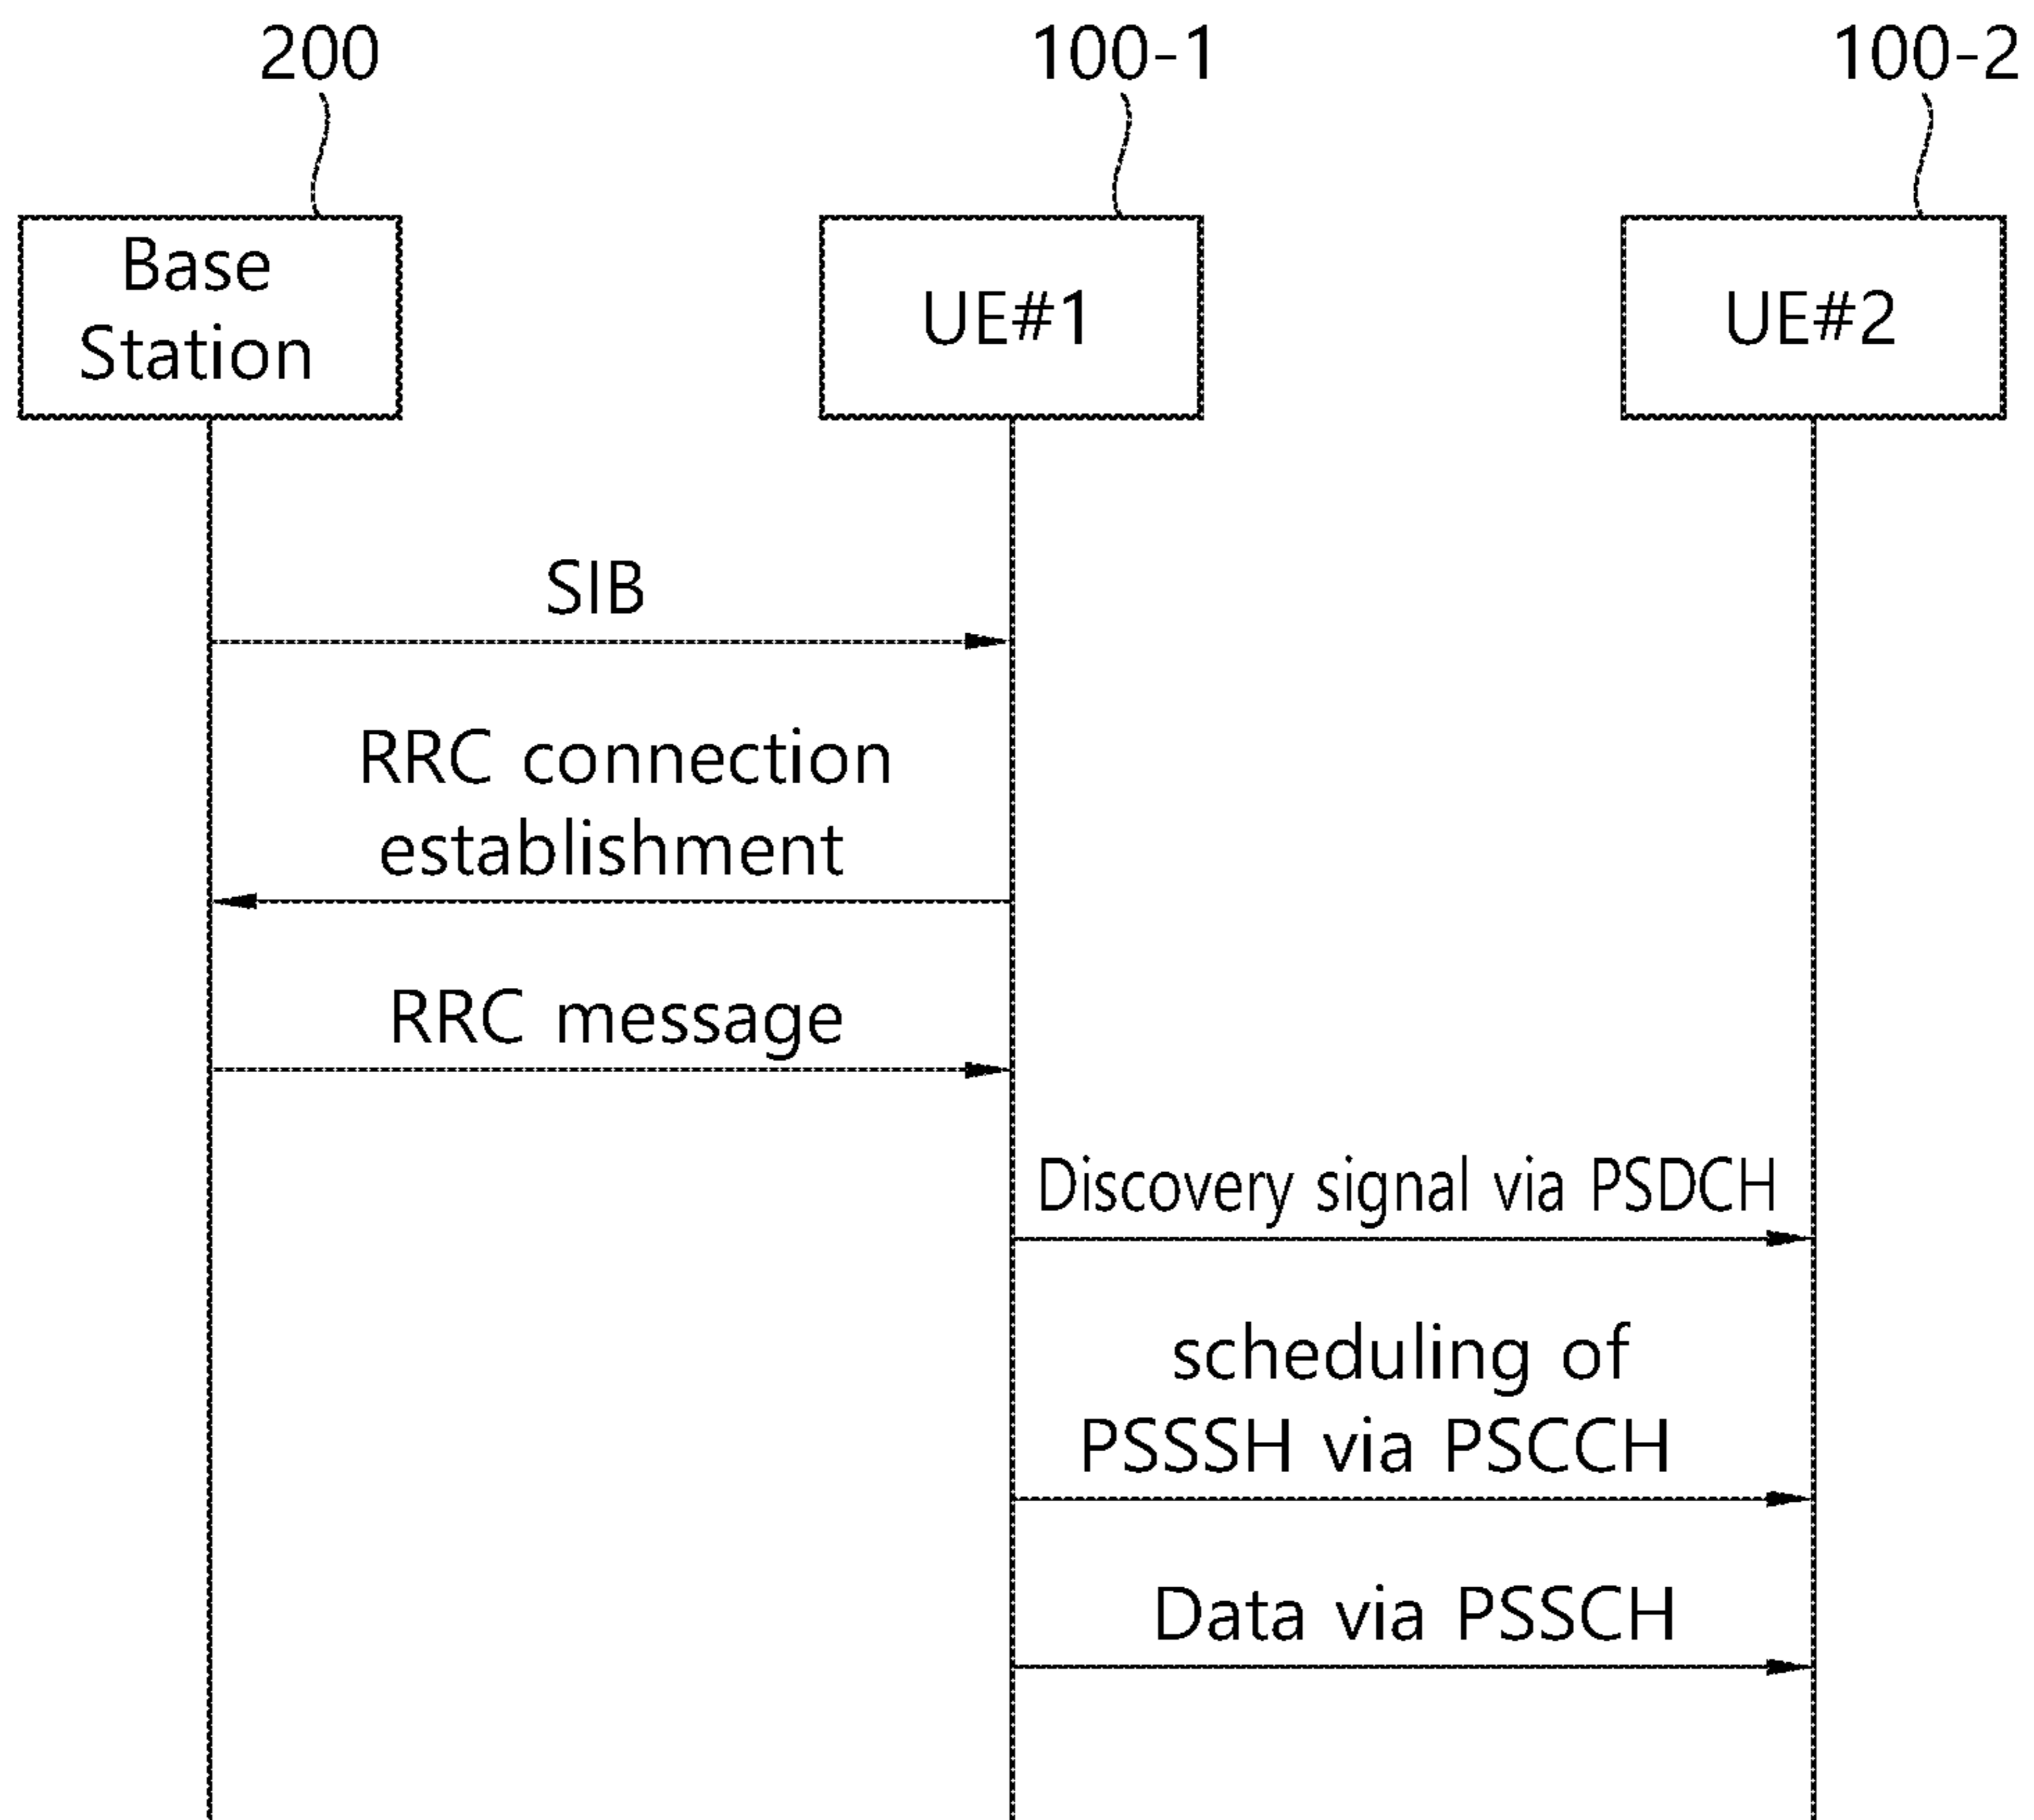 200
100-1
100-2
Base
Station
UE#1
UE#2
SIB
RRC connection
establishment
RRC message
Discovery signal via PSDCH
scheduling of
PSSSH via PSCCH
Data via PSSCH